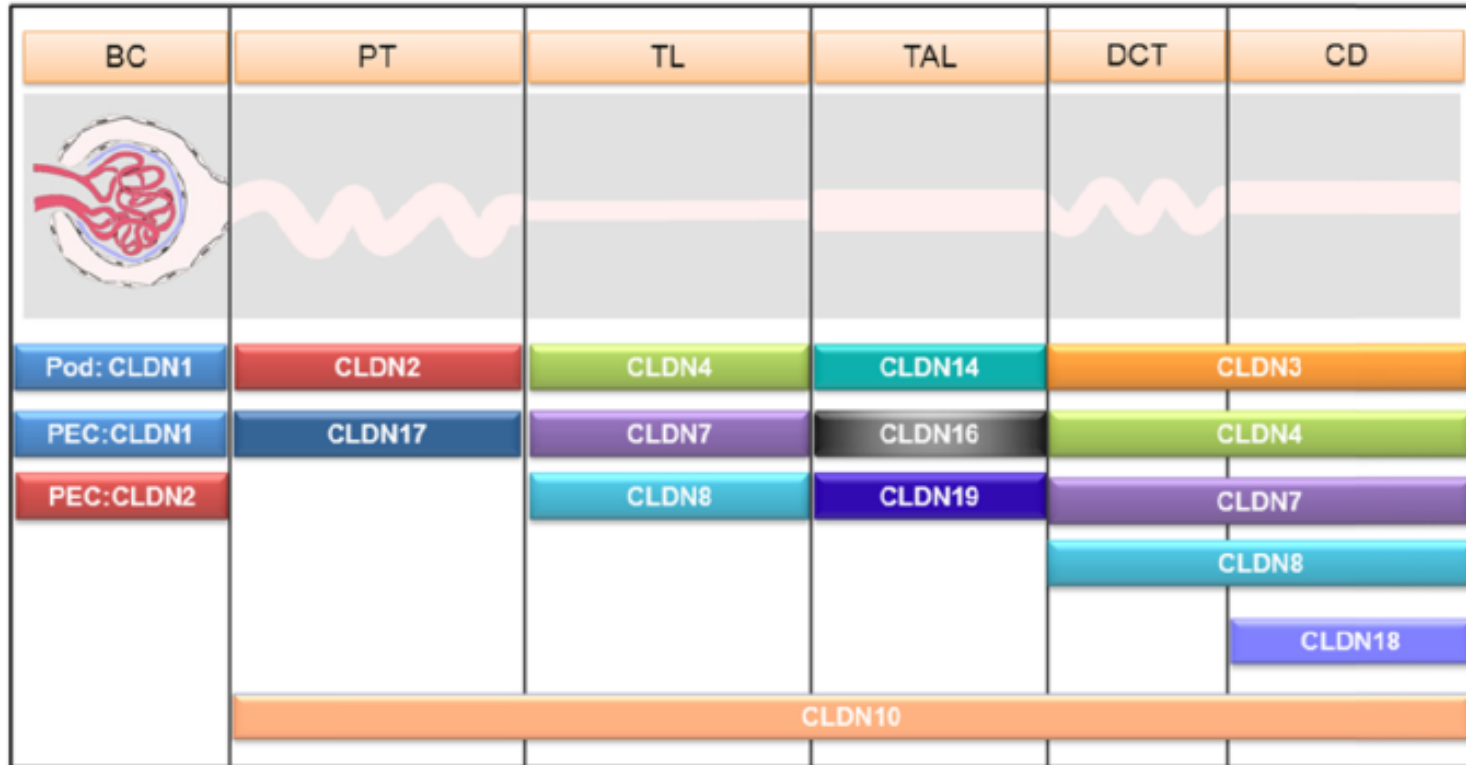 BC PT TL TAL DCT CD
Pod: CLDN1 CLDN2 CLDN4 CLDN14 CLDN3
PEC:CLDN1 CLDN17 CLDN7 CLDN16 CLDN4
PEC:CLDN2 CLDN8 CLDN19 CLDN7
CLDN8
CLDN18
CLDN10